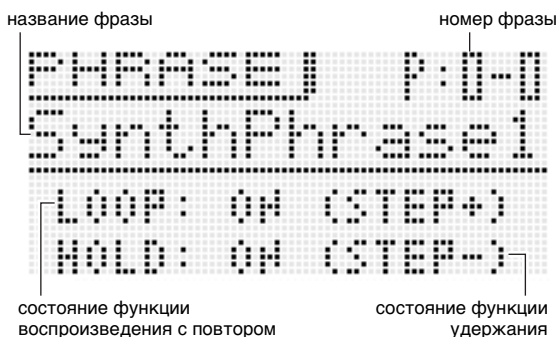 название фразы номер фразы
PHRASE P:0-0
SynthPhrase1
LOOP: ON (STEP+)
HOLD: ON (STEP-)
состояние функции воспроизведения с повтором
состояние функции удержания